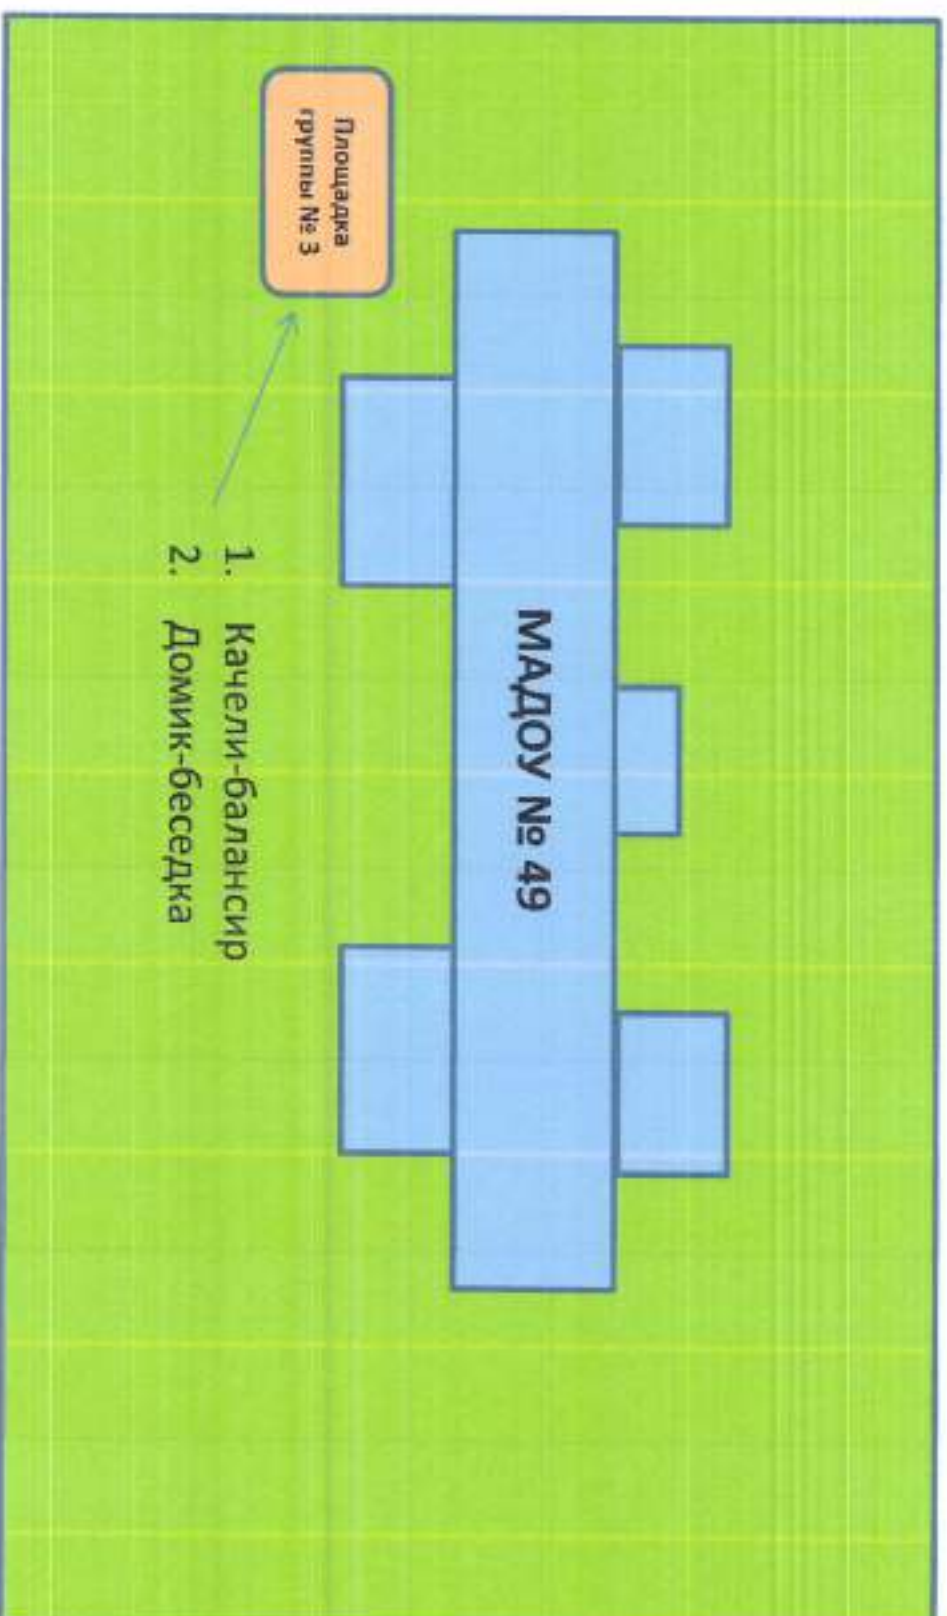 МАДОУ № 49
Площадка
группы № 3
1. Качели-балансир
2. Домик-беседка